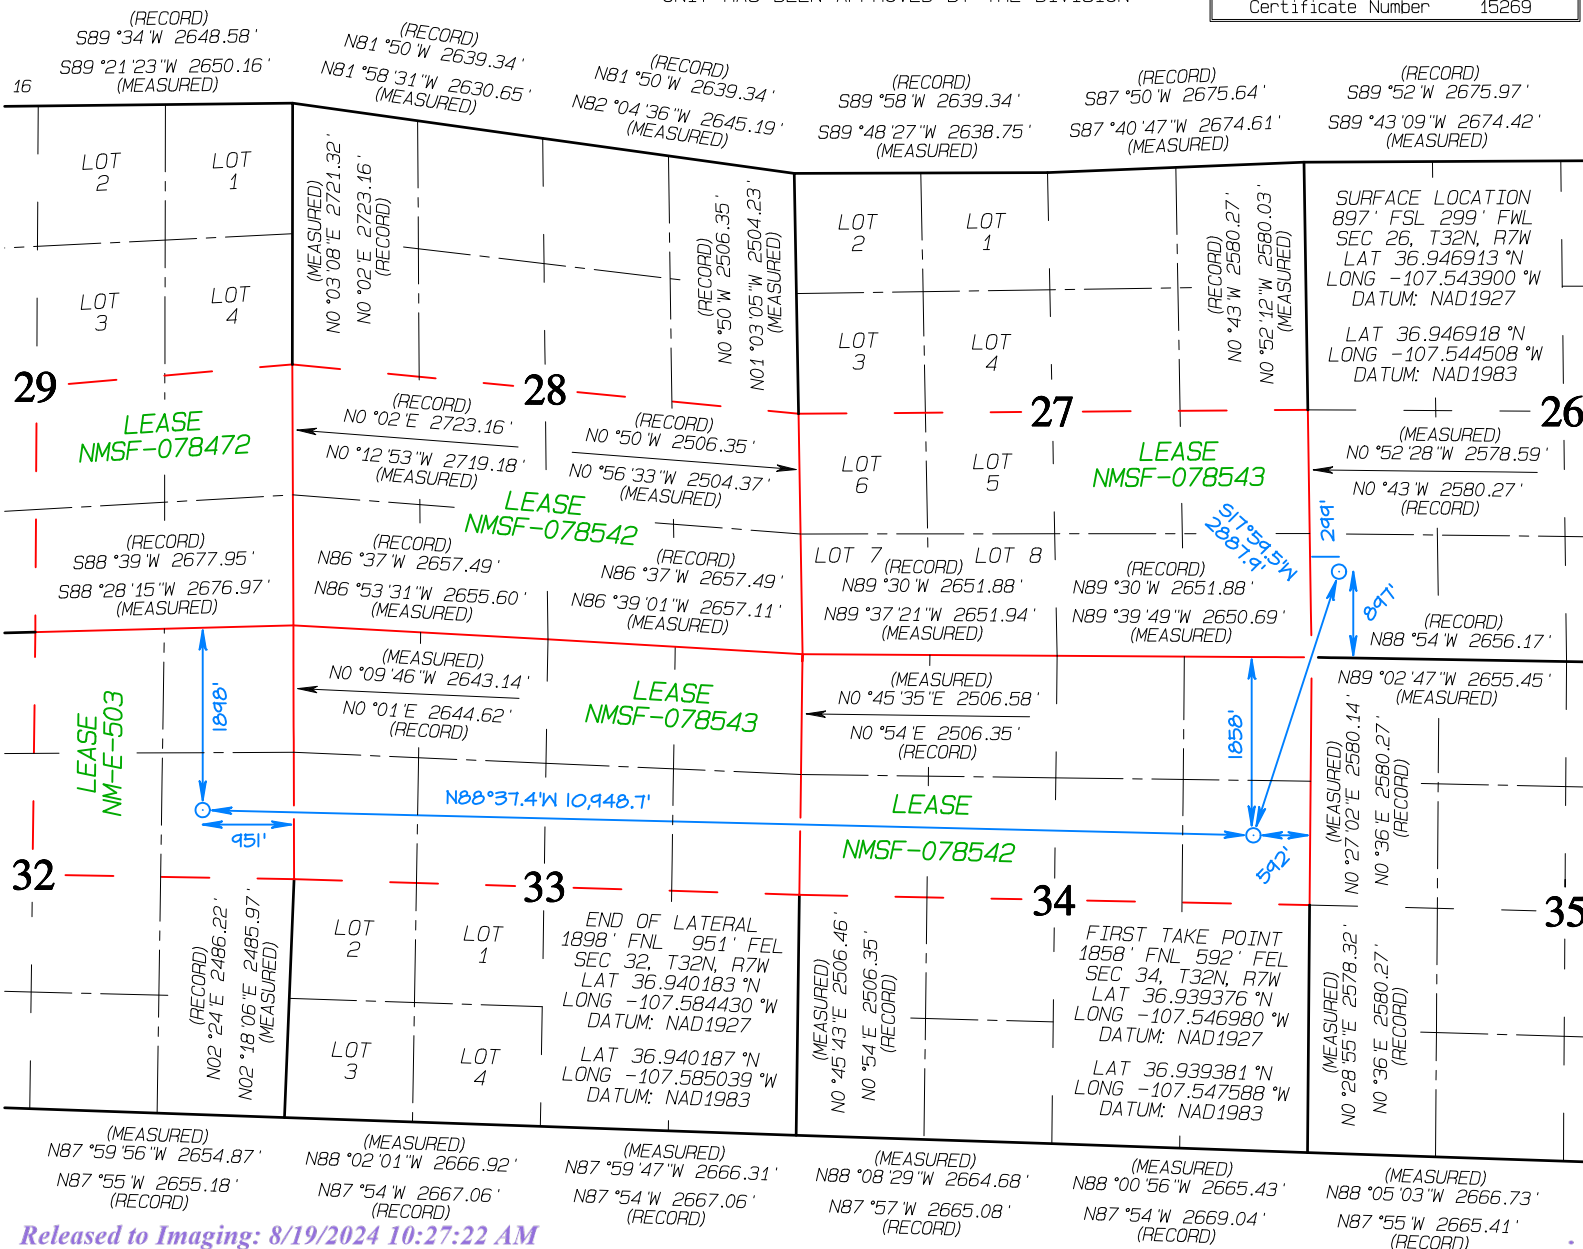 Certificate Number 15269
(RECORD)
S89°34'W 2648.58'
S89°21'23"W 2650.16'
(MEASURED)
(RECORD)
N81°50'W 2639.34'
N81°58'31"W 2630.65'
(MEASURED)
(RECORD)
N81°50'W 2639.34'
N82°04'36"W 2645.19'
(MEASURED)
(RECORD)
S89°58'W 2639.34'
S89°48'27"W 2638.75'
(MEASURED)
(RECORD)
S87°50'W 2675.64'
S87°40'47"W 2674.61'
(MEASURED)
(RECORD)
S89°52'W 2675.97'
S89°43'09"W 2674.42'
(MEASURED)
16
LOT
2
LOT
1
LOT
3
LOT
4
(MEASURED)
N0°03'08"E 2721.32'
N0°02'E 2723.16'
(RECORD)
(RECORD)
N0°50'W 2506.35'
N01°03'05"W 2504.23'
(MEASURED)
LOT
2
LOT
1
LOT
3
LOT
4
(RECORD)
N0°43'W 2580.27'
N0°52'12"W 2580.03'
(MEASURED)
SURFACE LOCATION
897' FSL 299' FWL
SEC 26, T32N, R7W
LAT 36.946913°N
LONG -107.543900°W
DATUM: NAD1927
LAT 36.946918°N
LONG -107.544508°W
DATUM: NAD1983
29
28
27
26
LEASE
NMSF-078472
(RECORD)
N0°02'E 2723.16'
N0°12'53"W 2719.18'
(MEASURED)
(RECORD)
N0°50'W 2506.35'
N0°56'33"W 2504.37'
(MEASURED)
LEASE
NMSF-078542
LOT
6
LOT
5
LEASE
NMSF-078543
(MEASURED)
N0°52'28"W 2578.59'
N0°43'W 2580.27'
(RECORD)
S17°59.5'W
2887.9'
299'
897'
(RECORD)
S88°39'W 2677.95'
S88°28'15"W 2676.97'
(MEASURED)
(RECORD)
N86°37'W 2657.49'
N86°53'31"W 2655.60'
(MEASURED)
(RECORD)
N86°37'W 2657.49'
N86°39'01"W 2657.11'
(MEASURED)
LOT 7
LOT 8
(RECORD)
N89°30'W 2651.88'
N89°37'21"W 2651.94'
(MEASURED)
(RECORD)
N89°30'W 2651.88'
N89°39'49"W 2650.69'
(MEASURED)
(RECORD)
N88°54'W 2656.17'
N89°02'47"W 2655.45'
(MEASURED)
LEASE
NM-E-503
1898'
(MEASURED)
N0°09'46"W 2643.14'
N0°01'E 2644.62'
(RECORD)
LEASE
NMSF-078543
(MEASURED)
N0°45'35"E 2506.58'
N0°54'E 2506.35'
(RECORD)
1858'
(MEASURED)
N0°27'02"E 2580.14'
N0°36'E 2580.27'
(RECORD)
N88°37.4'W 10,948.7'
951'
LEASE
NMSF-078542
592'
32
33
34
35
(RECORD)
N02°24'E 2486.22'
N02°18'06"E 2485.97'
(MEASURED)
LOT
2
LOT
1
LOT
3
LOT
4
END OF LATERAL
1898' FNL 951' FEL
SEC 32, T32N, R7W
LAT 36.940183°N
LONG -107.584430°W
DATUM: NAD1927
LAT 36.940187°N
LONG -107.585039°W
DATUM: NAD1983
(MEASURED)
N0°45'43"E 2506.46'
N0°54'E 2506.35'
(RECORD)
FIRST TAKE POINT
1858' FNL 592' FEL
SEC 34, T32N, R7W
LAT 36.939376°N
LONG -107.546980°W
DATUM: NAD1927
LAT 36.939381°N
LONG -107.547588°W
DATUM: NAD1983
(MEASURED)
N0°28'55"E 2578.32'
N0°36'E 2580.27'
(RECORD)
(MEASURED)
N87°59'56"W 2654.87'
N87°55'W 2655.18'
(RECORD)
(MEASURED)
N88°02'01"W 2666.92'
N87°54'W 2667.06'
(RECORD)
(MEASURED)
N87°59'47"W 2666.31'
N87°54'W 2667.06'
(RECORD)
(MEASURED)
N88°08'29"W 2664.68'
N87°57'W 2665.08'
(RECORD)
(MEASURED)
N88°00'56"W 2665.43'
N87°54'W 2669.04'
(RECORD)
(MEASURED)
N88°05'03"W 2666.73'
N87°55'W 2665.41'
(RECORD)
Released to Imaging: 8/19/2024 10:27:22 AM